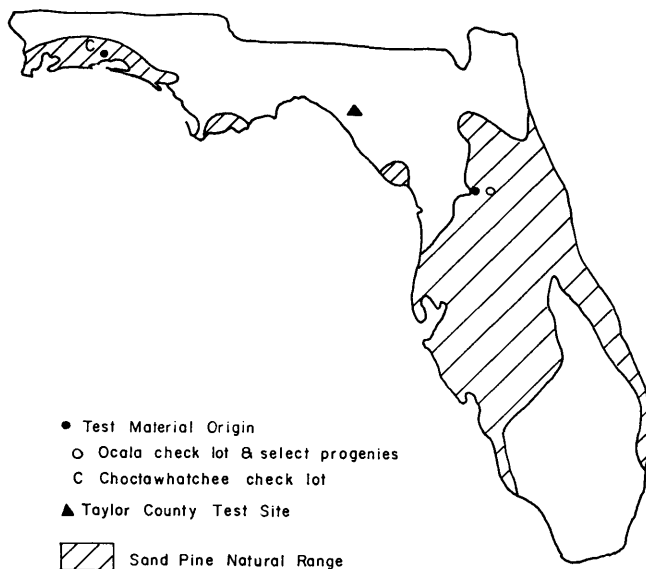 C
● Test Material Origin
○ Ocala check lot & select progenies
C Choctawhatchee check lot
▲ Taylor County Test Site
Sand Pine Natural Range